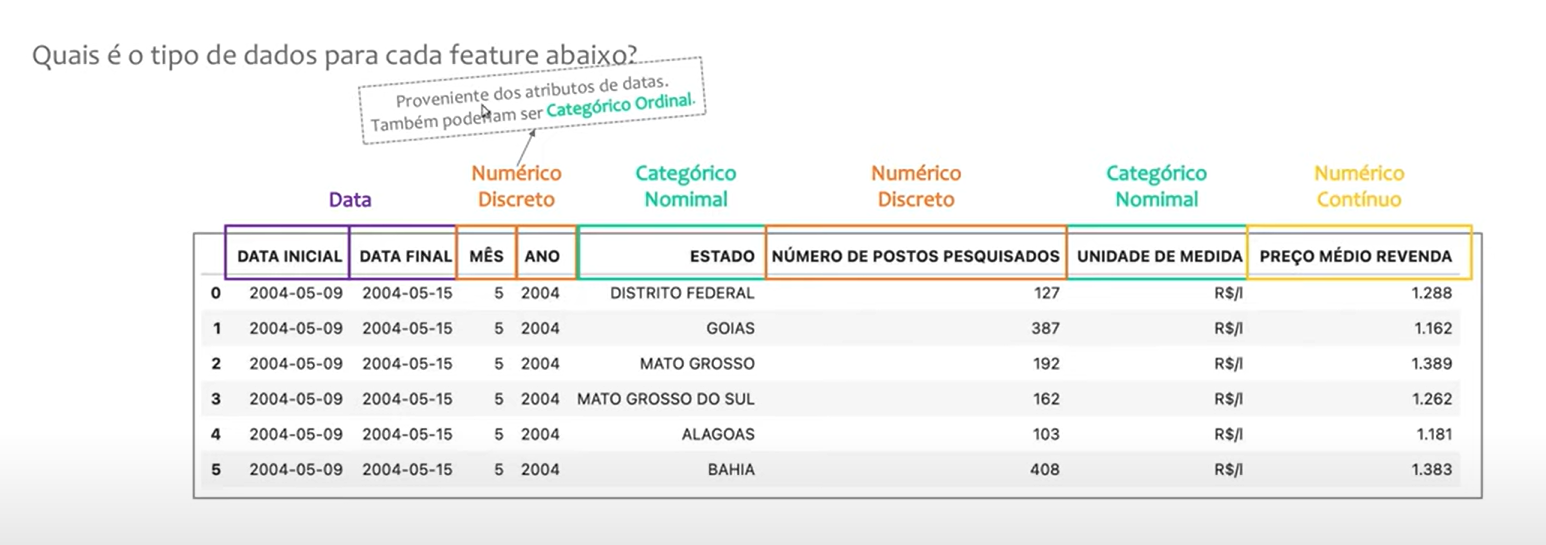 Quais é o tipo de dados para cada feature abaixo?
Proveniente dos atributos de datas.
Também poderiam ser Categórico Ordinal.
Data
Numérico
Discreto
Categórico
Nomimal
Numérico
Discreto
Categórico
Nomimal
Numérico
Contínuo
DATA INICIAL DATA FINAL MÊS ANO ESTADO NÚMERO DE POSTOS PESQUISADOS UNIDADE DE MEDIDA PREÇO MÉDIO REVENDA
0 2004-05-09 2004-05-15 5 2004 DISTRITO FEDERAL 127 R$/l 1.288
1 2004-05-09 2004-05-15 5 2004 GOIAS 387 R$/l 1.162
2 2004-05-09 2004-05-15 5 2004 MATO GROSSO 192 R$/l 1.389
3 2004-05-09 2004-05-15 5 2004 MATO GROSSO DO SUL 162 R$/l 1.262
4 2004-05-09 2004-05-15 5 2004 ALAGOAS 103 R$/l 1.181
5 2004-05-09 2004-05-15 5 2004 BAHIA 408 R$/l 1.383